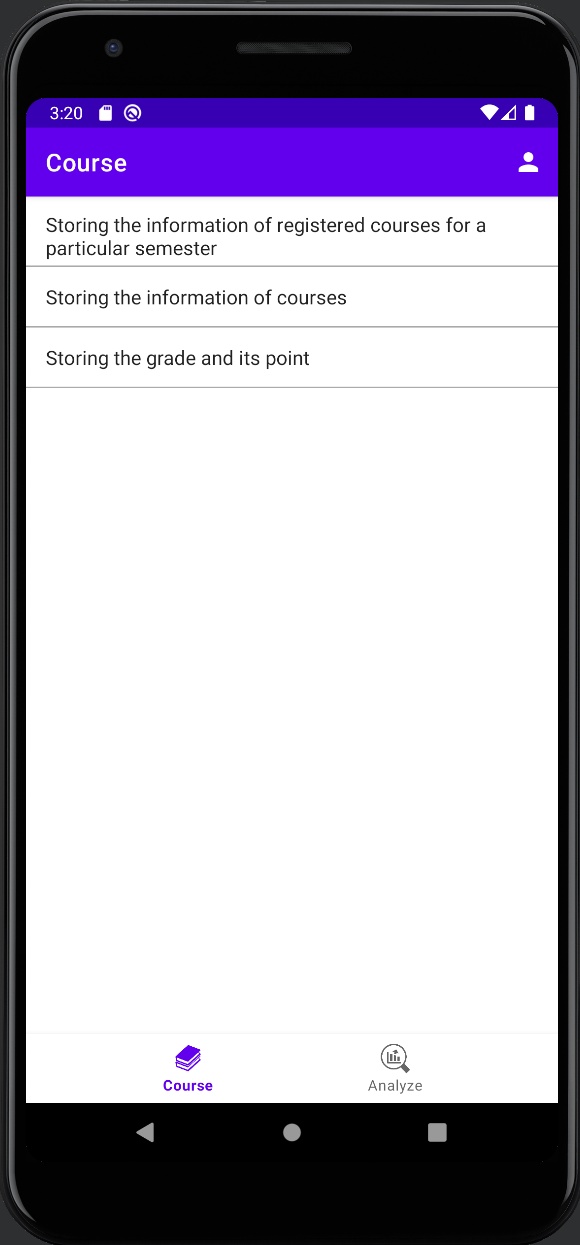 3:20
Course
Storing the information of registered courses for a
particular semester
Storing the information of courses
Storing the grade and its point
Course
Analyze